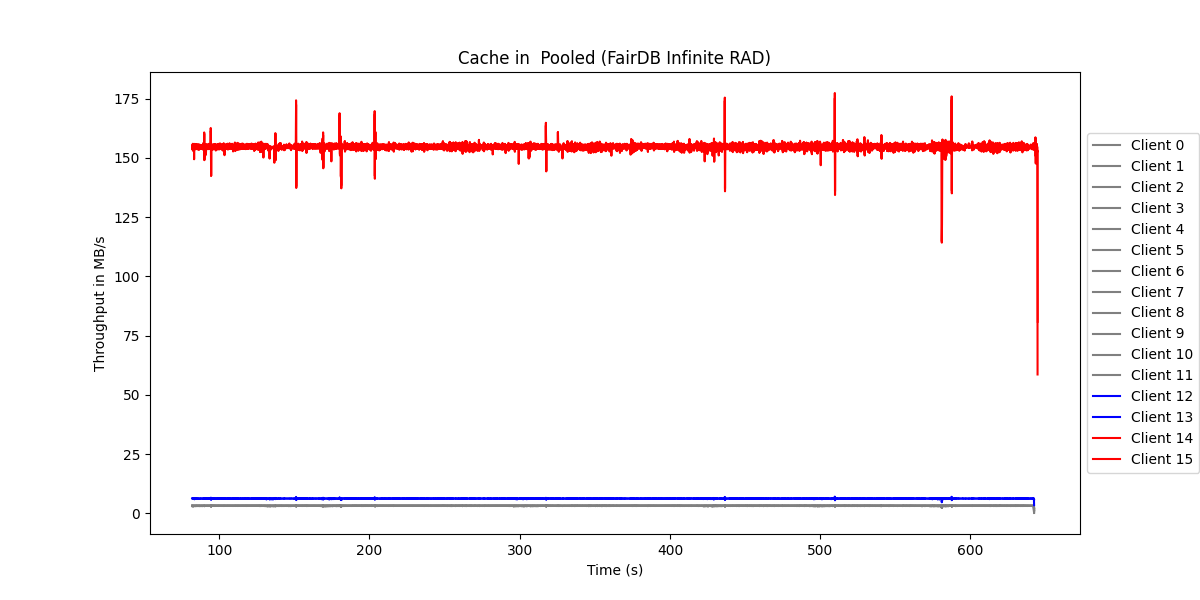 Cache in  Pooled (FairDB Infinite RAD)
Throughput in MB/s
175
150
125
100
75
50
25
0
100
200
300
400
500
600
Time (s)
Client 0
Client 1
Client 2
Client 3
Client 4
Client 5
Client 6
Client 7
Client 8
Client 9
Client 10
Client 11
Client 12
Client 13
Client 14
Client 15